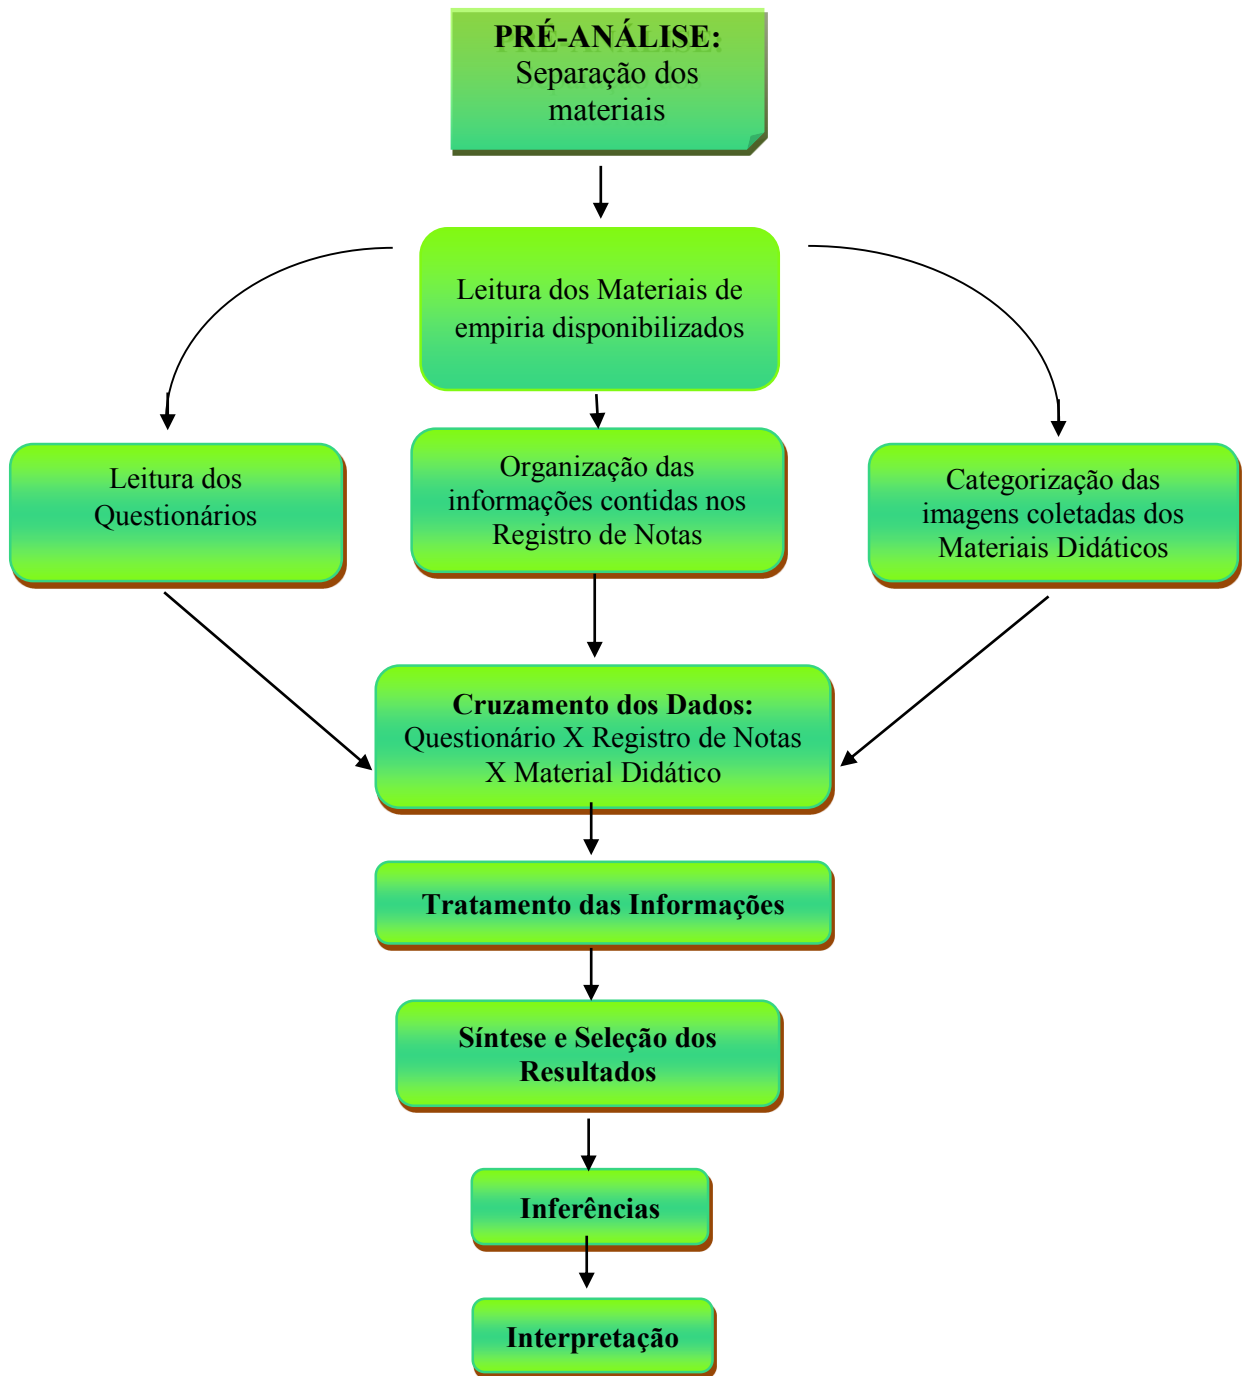 PRÉ-ANÁLISE:
Separação dos
materiais
Leitura dos Materiais de
empiria disponibilizados
Leitura dos
Questionários
Organização das
informações contidas nos
Registro de Notas
Categorização das
imagens coletadas dos
Materiais Didáticos
Cruzamento dos Dados:
Questionário X Registro de Notas
X Material Didático
Tratamento das Informações
Síntese e Seleção dos
Resultados
Inferências
Interpretação